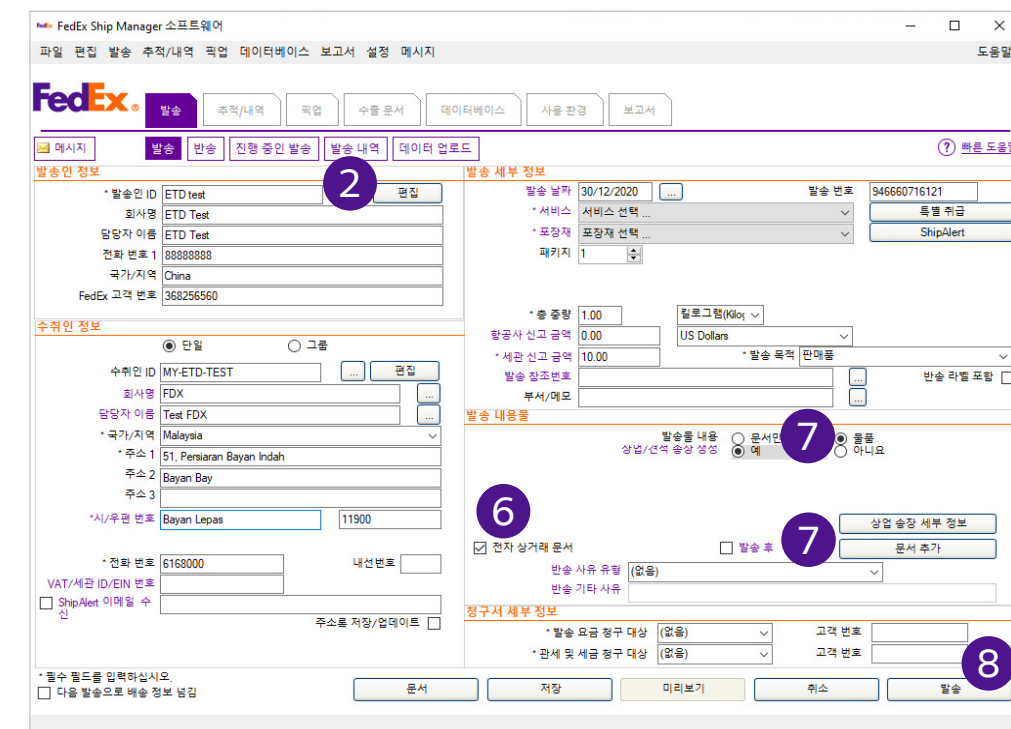 FedEx Ship Manager 소프트웨어
파일 편집 발송 추적/내역 픽업 데이터베이스 보고서 설정 메시지 도움말
FedEx®
발송 추적/내역 픽업 수출 문서 데이터베이스 사용 환경 보고서
메시지 발송 반송 진행 중인 발송 발송 내역 데이터 업로드 ? 빠른 도움말
발송인 정보
2
* 발송인 ID ETD test 편집
회사명 ETD Test
담당자 이름 ETD Test
전화 번호 1 88888888
국가/지역 China
FedEx 고객 번호 368256560
수취인 정보
단일 그룹
수취인 ID MY-ETD-TEST ... 편집
회사명 FDX ...
담당자 이름 Test FDX ...
* 국가/지역 Malaysia
* 주소 1 51, Persiaran Bayan Indah
주소 2 Bayan Bay
주소 3
*시/우편 번호 Bayan Lepas 11900
* 전화 번호 6168000 내선번호
VAT/세관 ID/EIN 번호
ShipAlert 이메일 수
신
주소록 저장/업데이트
발송 세부 정보
발송 날짜 30/12/2020 ... 발송 번호 946660716121
* 서비스 서비스 선택 ... 특별 취급
* 포장재 포장재 선택 ... ShipAlert
패키지 1
* 총 중량 1.00 킬로그램(Kilog
항공사 신고 금액 0.00 US Dollars
* 세관 신고 금액 10.00 * 발송 목적 판매품
발송 참조번호 ... 반송 라벨 포함
부서/메모 ...
발송 내용물
발송물 내용 문서만 7 물품
상업/견적 송장 생성 예 아니요
6
상업 송장 세부 정보
전자 상거래 문서 발송 후 7 문서 추가
반송 사유 유형 (없음)
반송 기타 사유
청구서 세부 정보
* 발송 요금 청구 대상 (없음) 고객 번호
* 관세 및 세금 청구 대상 (없음) 고객 번호
8
* 필수 필드를 입력하십시오.
다음 발송으로 배송 정보 넘김
문서 저장 미리보기 취소 발송